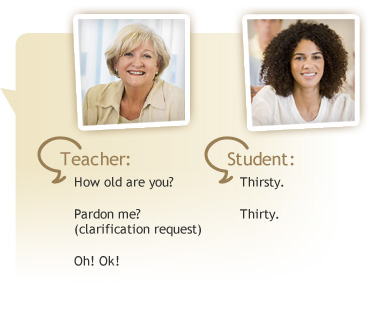 Teacher:
How old are you?
Pardon me?
(clarification request)
Oh! Ok!
Student:
Thirsty.
Thirty.